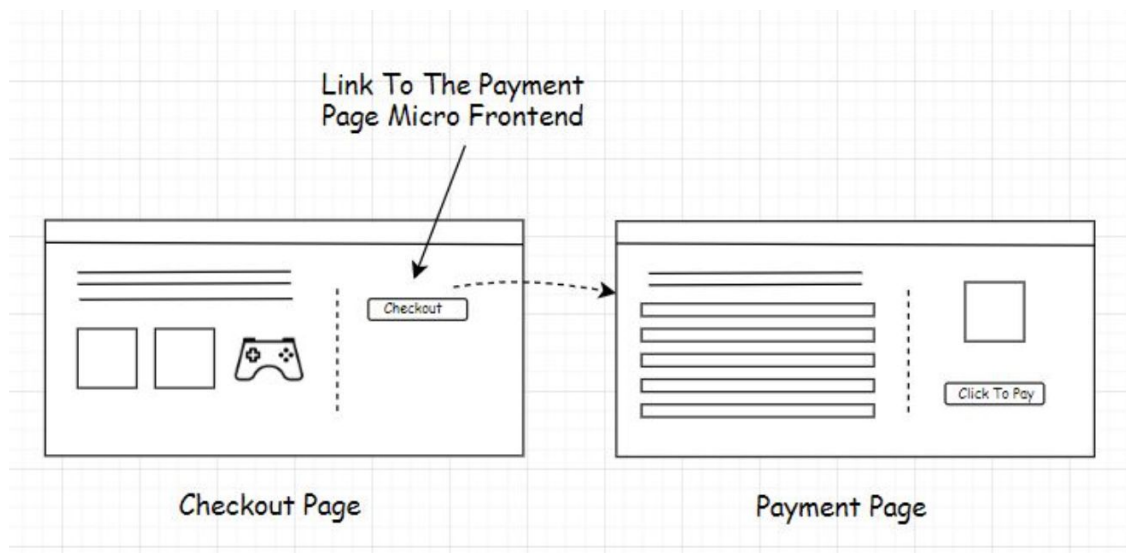 Link To The Payment
Page Micro Frontend
Checkout
Click To Pay
Checkout Page
Payment Page